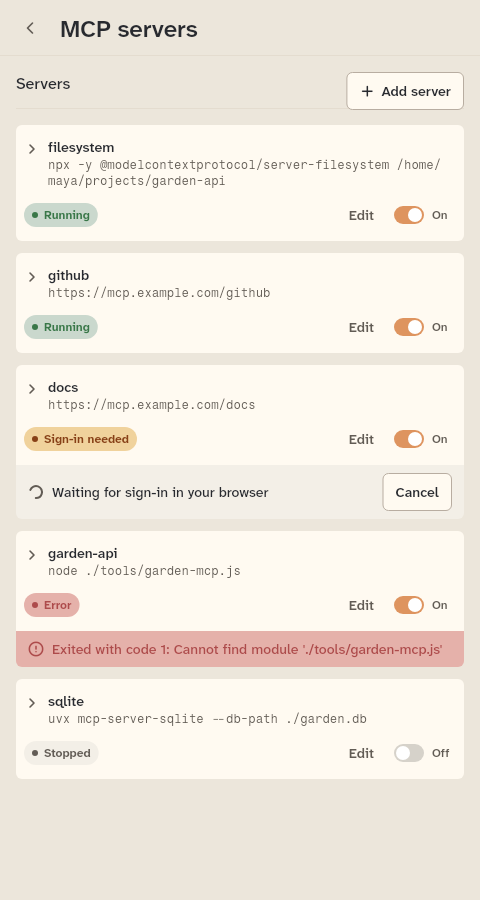 MCP servers
Servers
Add server
filesystem
npx -y @modelcontextprotocol/server-filesystem /home/
maya/projects/garden-api
Running
Edit
On
github
https://mcp.example.com/github
Running
Edit
On
docs
https://mcp.example.com/docs
Sign-in needed
Edit
On
Waiting for sign-in in your browser
Cancel
garden-api
node ./tools/garden-mcp.js
Error
Edit
On
Exited with code 1: Cannot find module './tools/garden-mcp.js'
sqlite
uvx mcp-server-sqlite --db-path ./garden.db
Stopped
Edit
Off